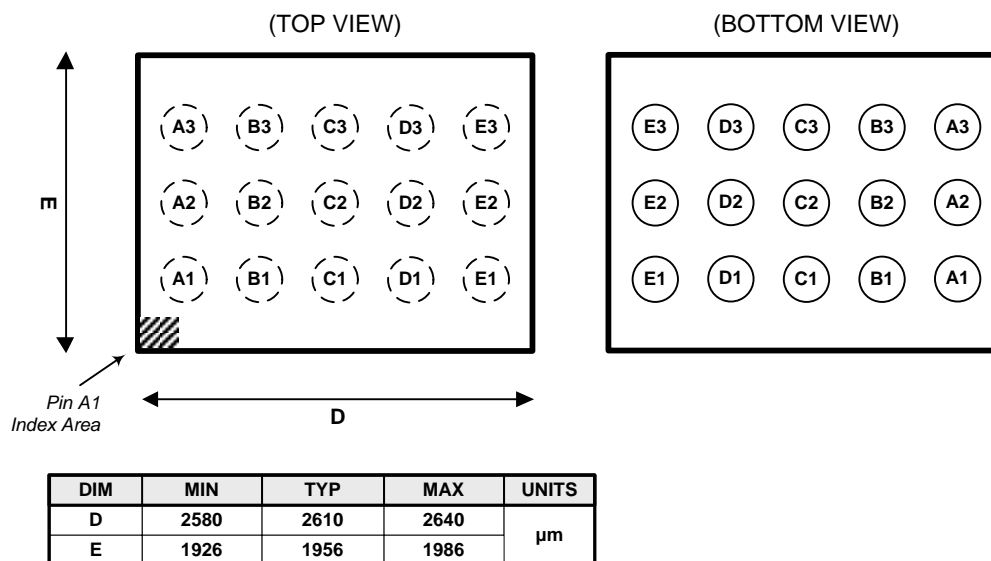 (TOP VIEW) (BOTTOM VIEW)
A3 B3 C3 D3 E3 E3 D3 C3 B3 A3
E
A2 B2 C2 D2 E2 E2 D2 C2 B2 A2
A1 B1 C1 D1 E1 E1 D1 C1 B1 A1
Pin A1
Index Area
D
DIM MIN TYP MAX UNITS
D 2580 2610 2640 µm
E 1926 1956 1986